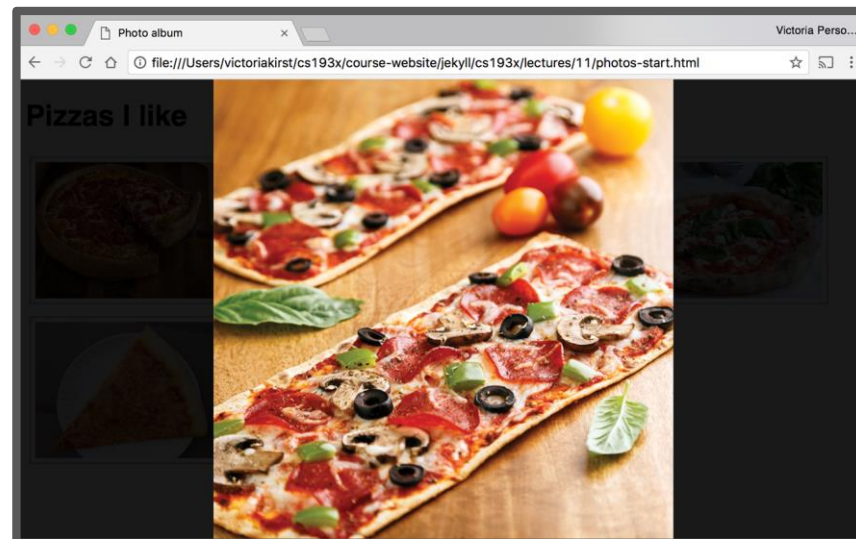 Photo album
Victoria Perso...
file:///Users/victoriakirst/cs193x/course-website/jekyll/cs193x/lectures/11/photos-start.html
Pizzas I like